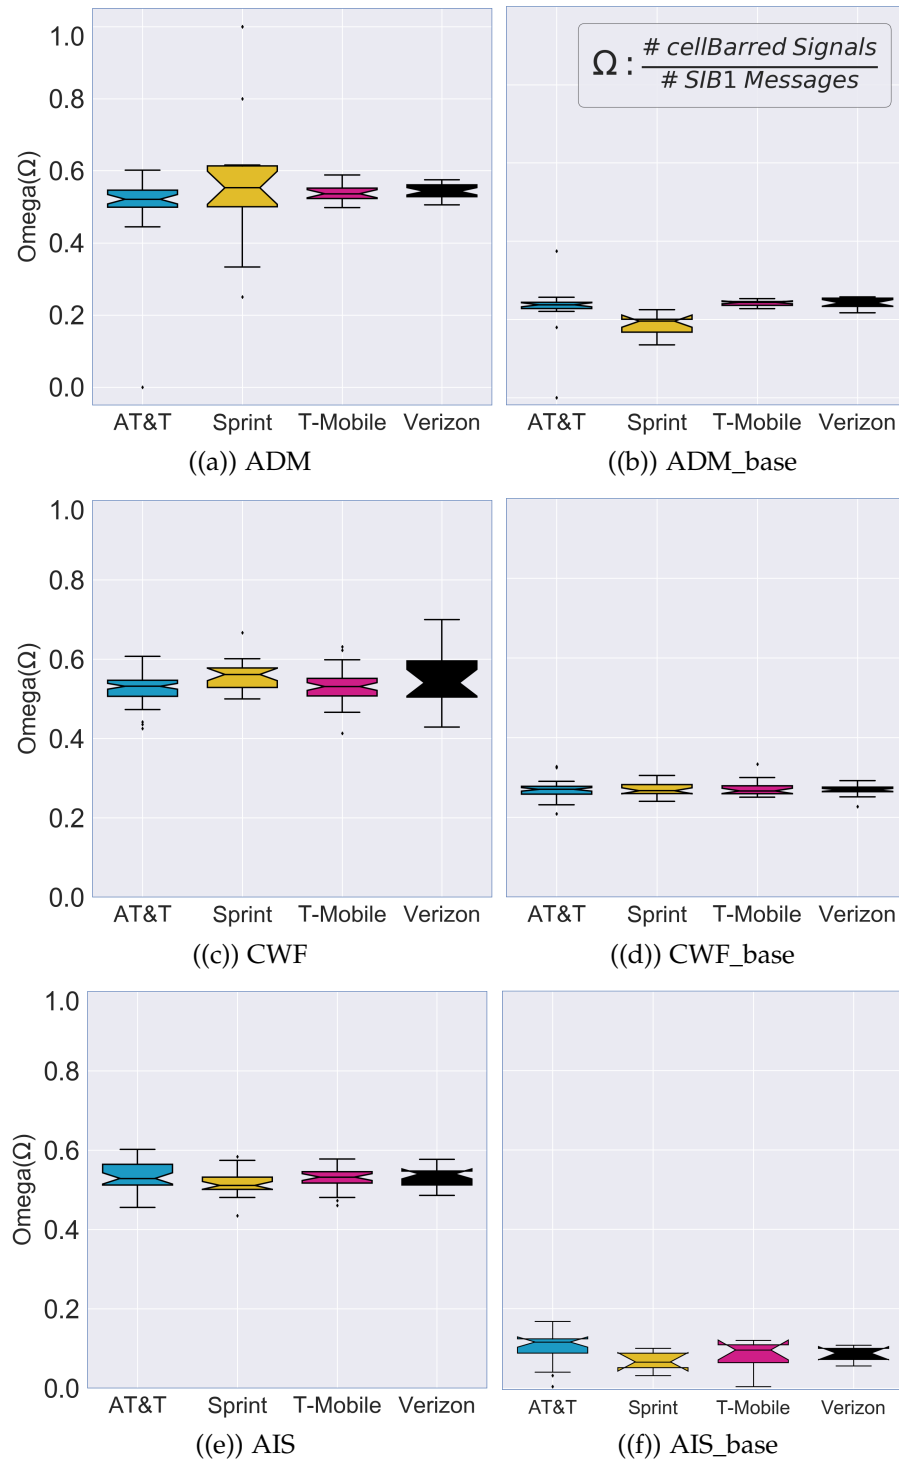 1.0
0.8
0.6
0.4
0.2
0.0
Omega(Ω)
AT&T Sprint T-Mobile Verizon
((a)) ADM
Ω : # cellBarred Signals
# SIB1 Messages
AT&T Sprint T-Mobile Verizon
((b)) ADM_base
1.0
0.8
0.6
0.4
0.2
0.0
Omega(Ω)
AT&T Sprint T-Mobile Verizon
((c)) CWF
AT&T Sprint T-Mobile Verizon
((d)) CWF_base
1.0
0.8
0.6
0.4
0.2
0.0
Omega(Ω)
AT&T Sprint T-Mobile Verizon
((e)) AIS
AT&T Sprint T-Mobile Verizon
((f)) AIS_base